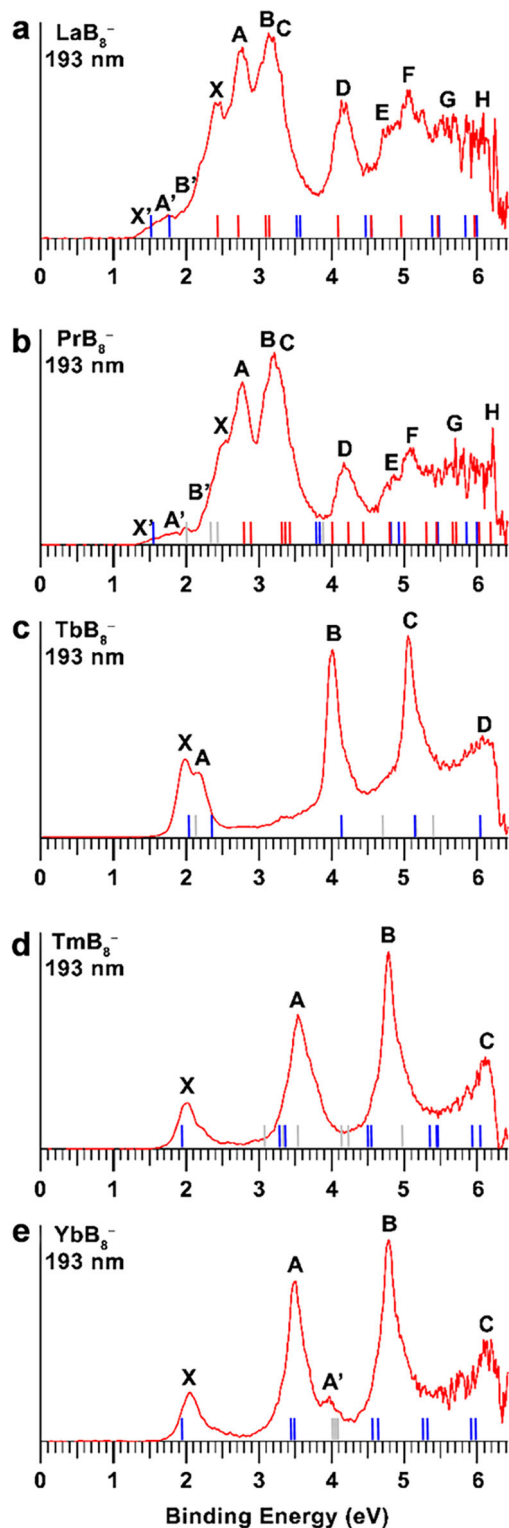 a LaB₈⁻
193 nm
X' A' B' X A B C D E F G H
0 1 2 3 4 5 6
b PrB₈⁻
193 nm
X' A' B' X A B C D E F G H
0 1 2 3 4 5 6
c TbB₈⁻
193 nm
X A B C D
0 1 2 3 4 5 6
d TmB₈⁻
193 nm
X A B C
0 1 2 3 4 5 6
e YbB₈⁻
193 nm
X A A' B C
0 1 2 3 4 5 6
Binding Energy (eV)